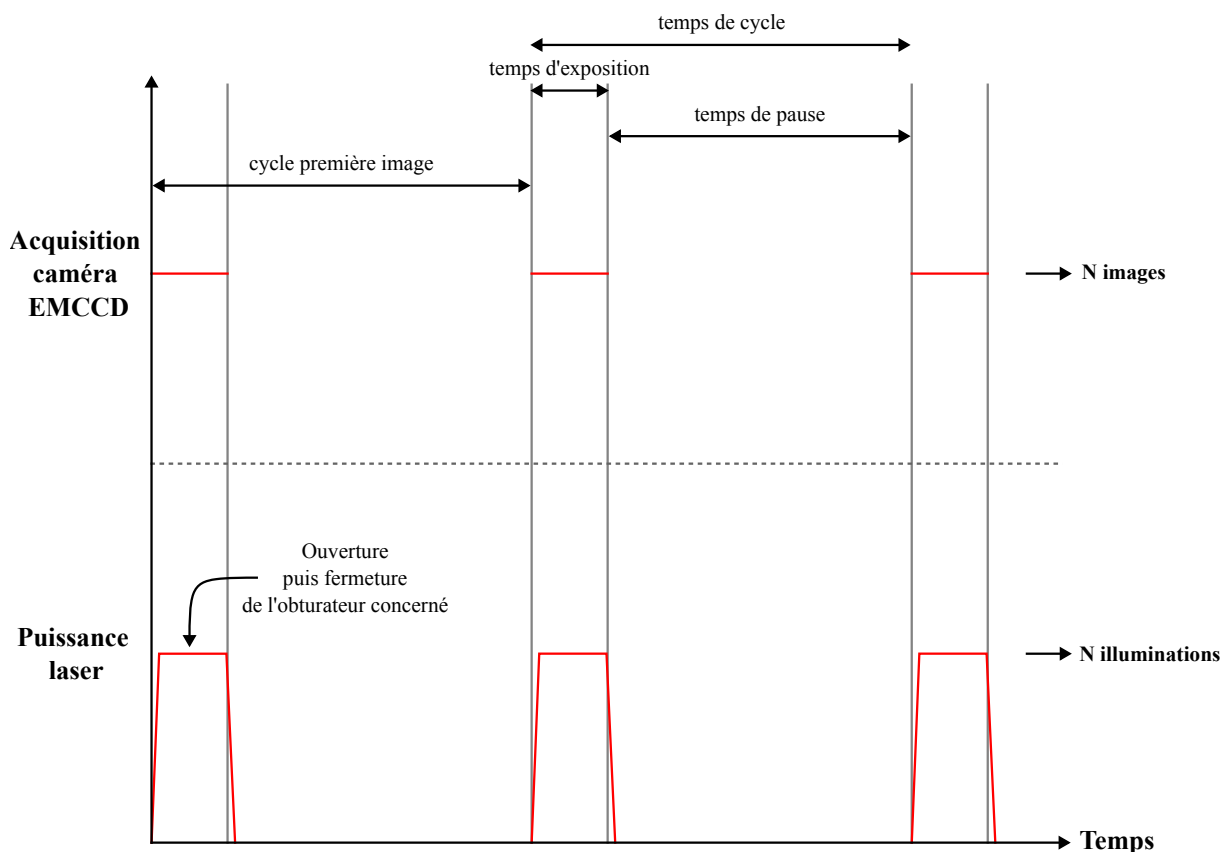 temps de cycle
temps d'exposition
temps de pause
cycle première image
Acquisition
caméra
EMCCD
N images
Ouverture
puis fermeture
de l'obturateur concerné
Puissance
laser
N illuminations
Temps